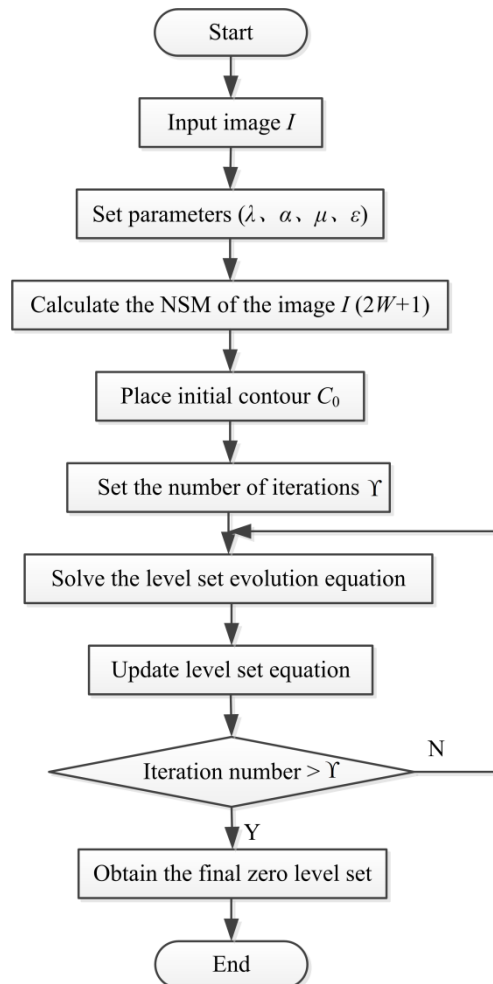 Start
Input image I
Set parameters (λ、α、μ、ε)
Calculate the NSM of the image I (2W+1)
Place initial contour C₀
Set the number of iterations ϒ
Solve the level set evolution equation
Update level set equation
Iteration number > ϒ
N
Y
Obtain the final zero level set
End